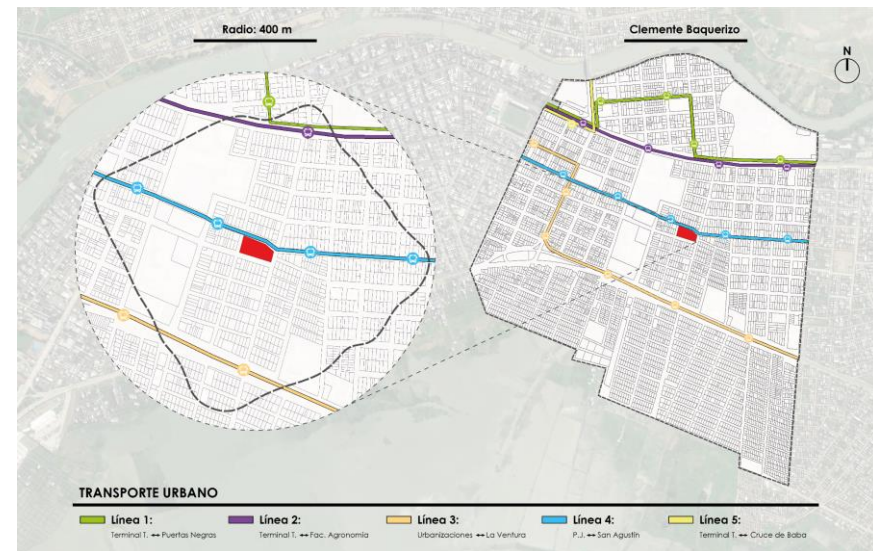 Radio: 400 m
Clemente Baquerizo
N
TRANSPORTE URBANO
Línea 1:
Terminal T. ↔ Puertas Negras
Línea 2:
Terminal T. ↔ Fac. Agronomía
Línea 3:
Urbanizaciones ↔ La Ventura
Línea 4:
P.J. ↔ San Agustín
Línea 5:
Terminal T. ↔ Cruce de Baba